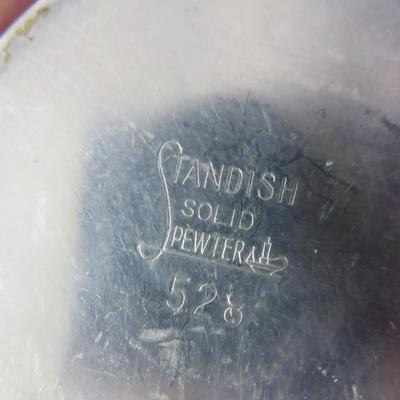 STANDISH
SOLID
PEWTER
528